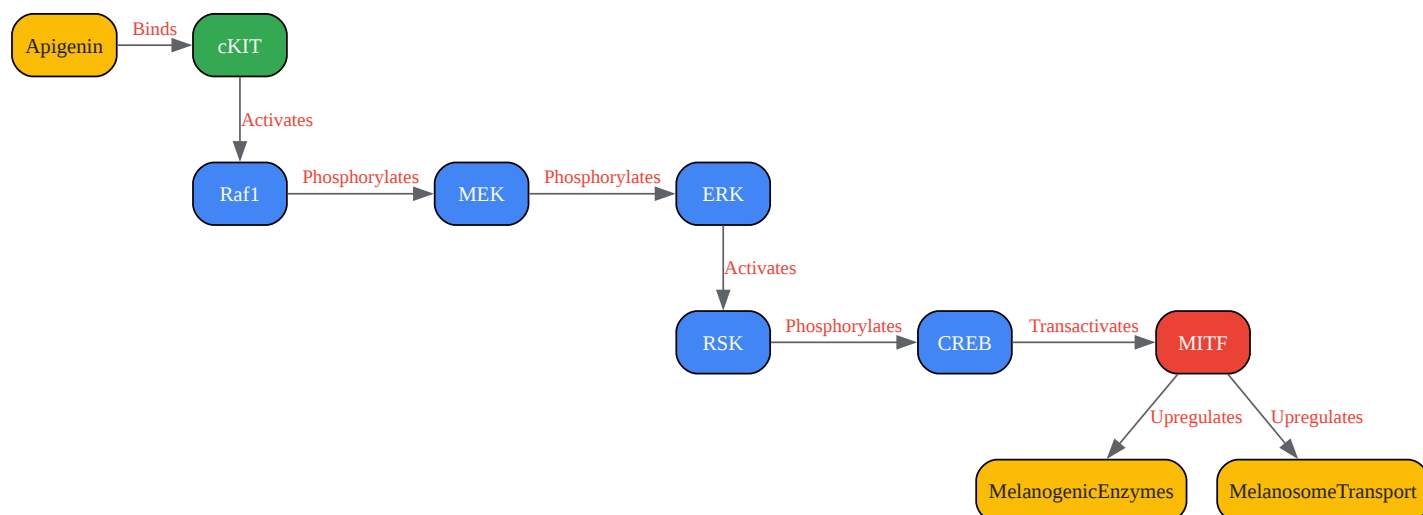 Binds
Apigenin
cKIT
Activates
Phosphorylates
Phosphorylates
Raf1
MEK
ERK
Activates
Phosphorylates
Transactivates
RSK
CREB
MITF
Upregulates
Upregulates
MelanogenicEnzymes
MelanosomeTransport